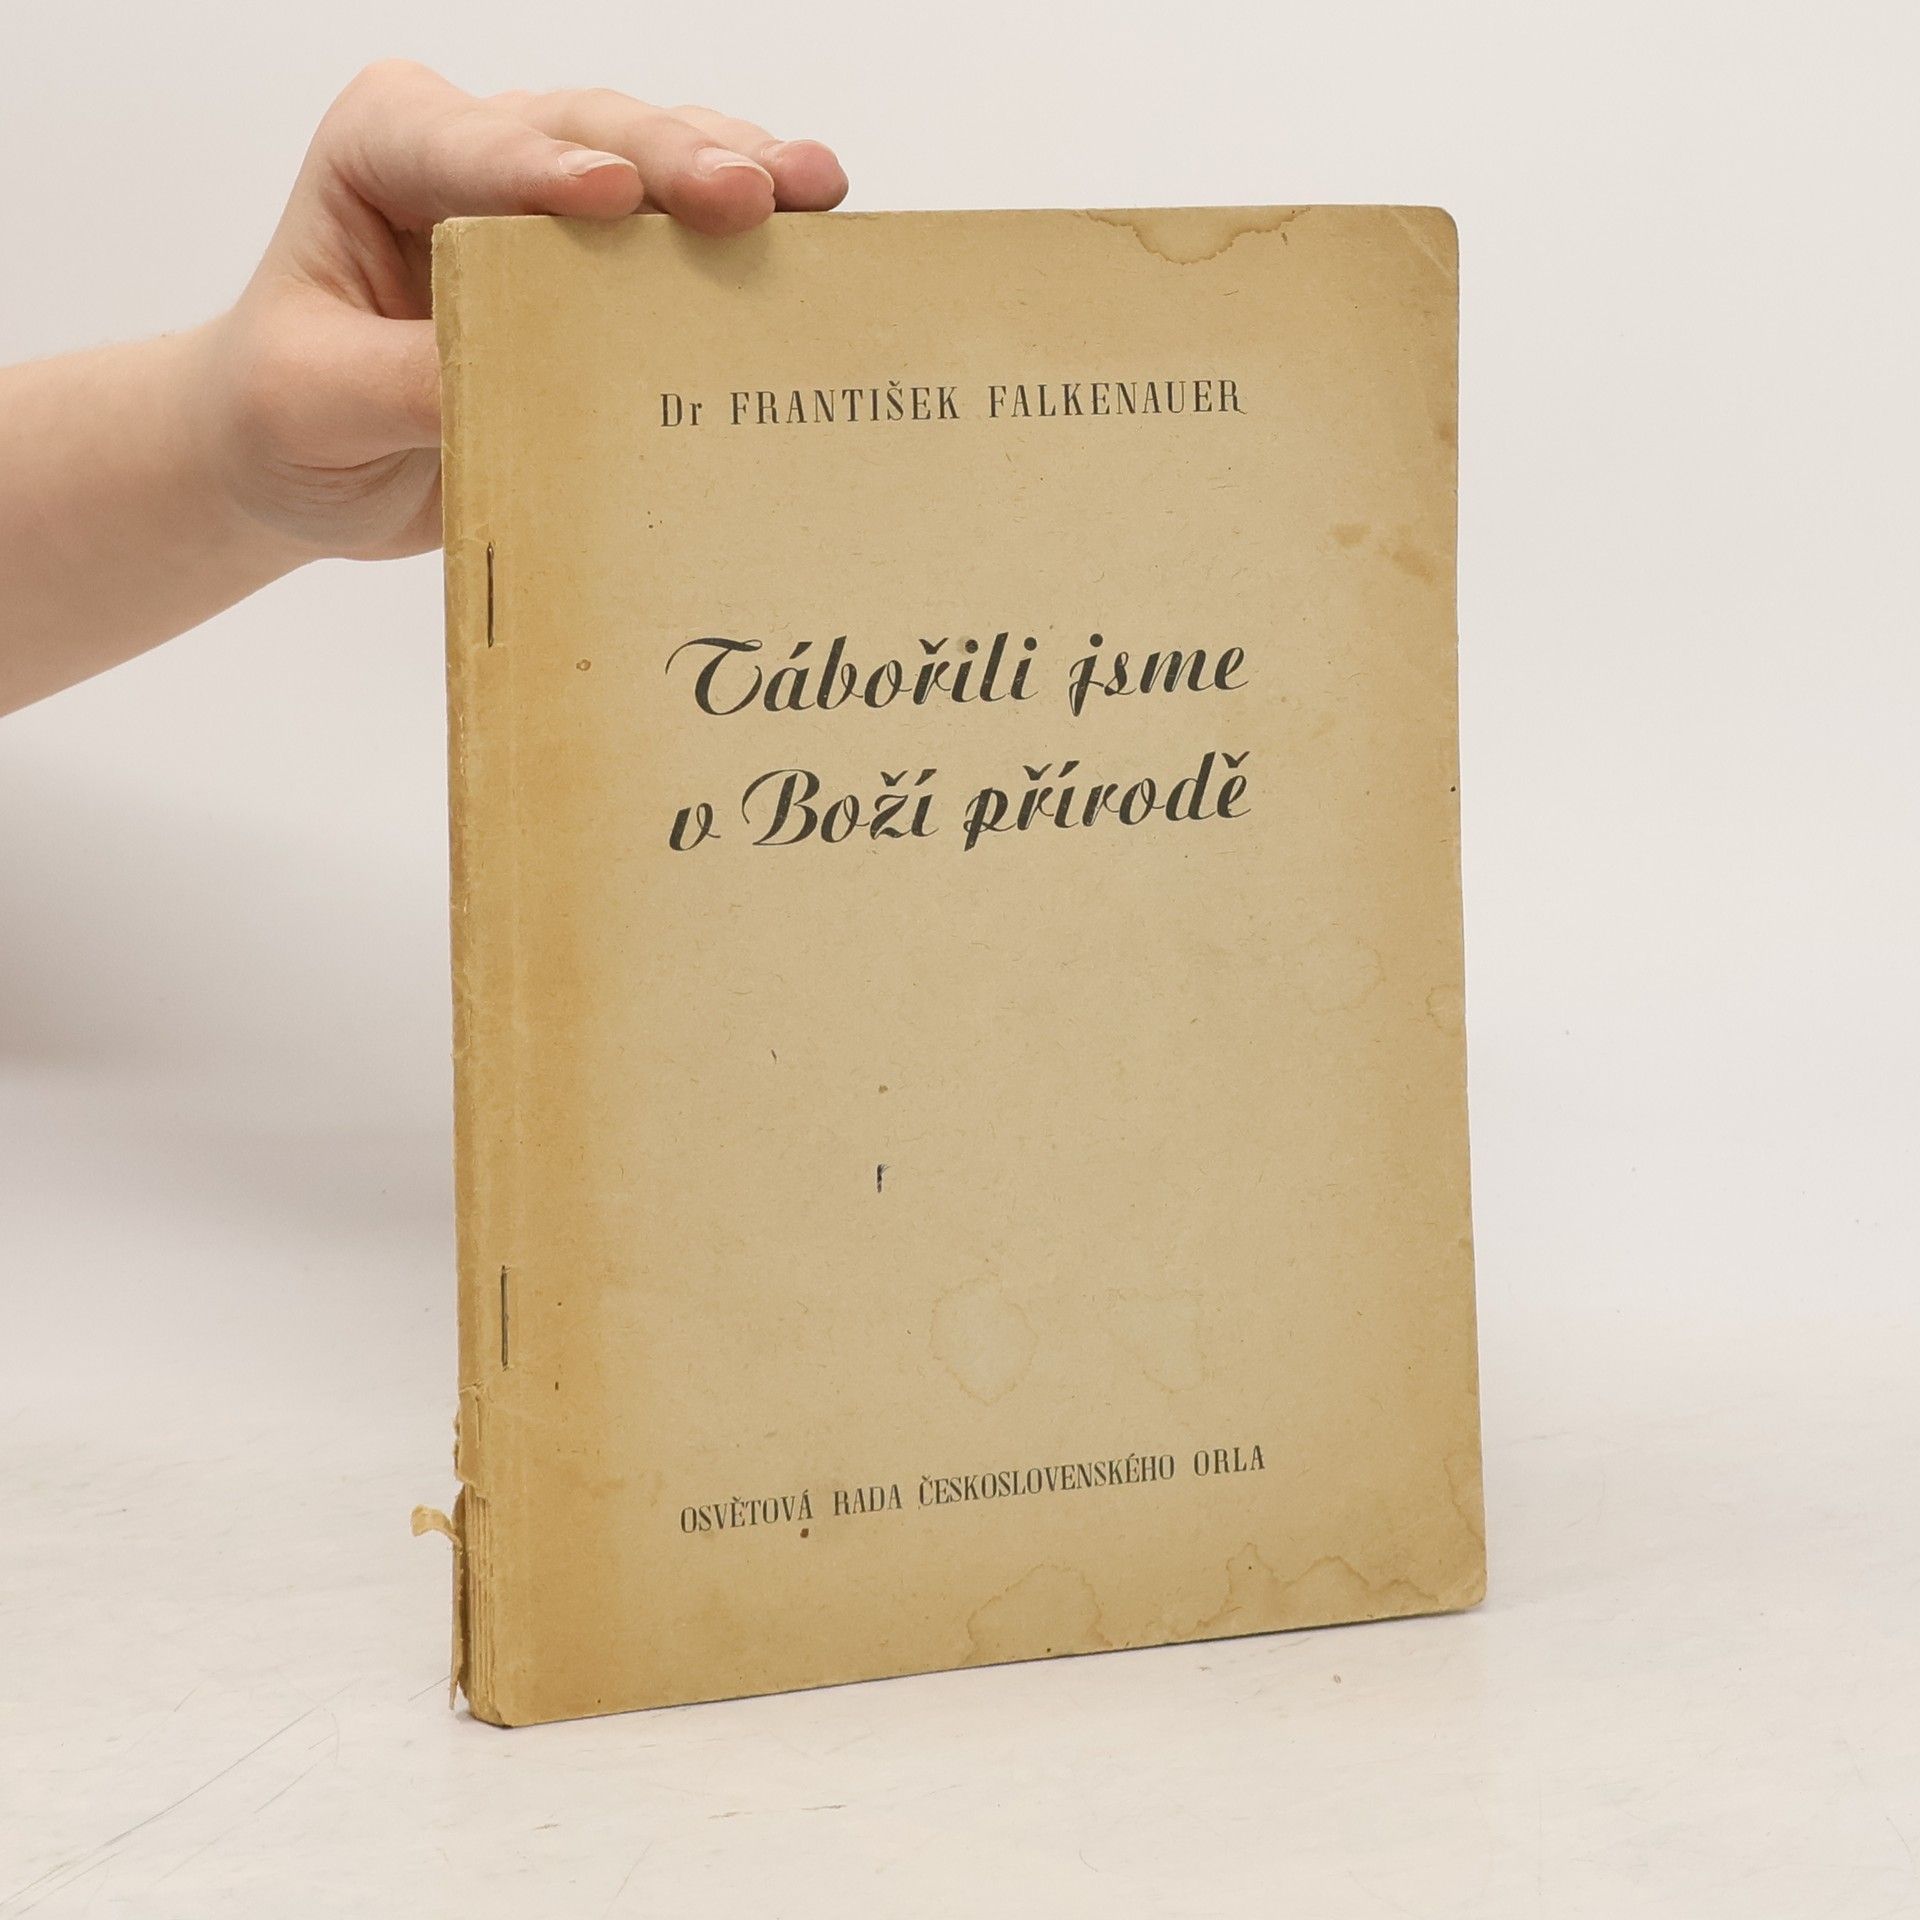 Dr FRANTIŠEK FALKENAUER
Tábořili jsme
v Boží přírodě
OSVĚTOVÁ RADA ČESKOSLOVENSKÉHO ORLA